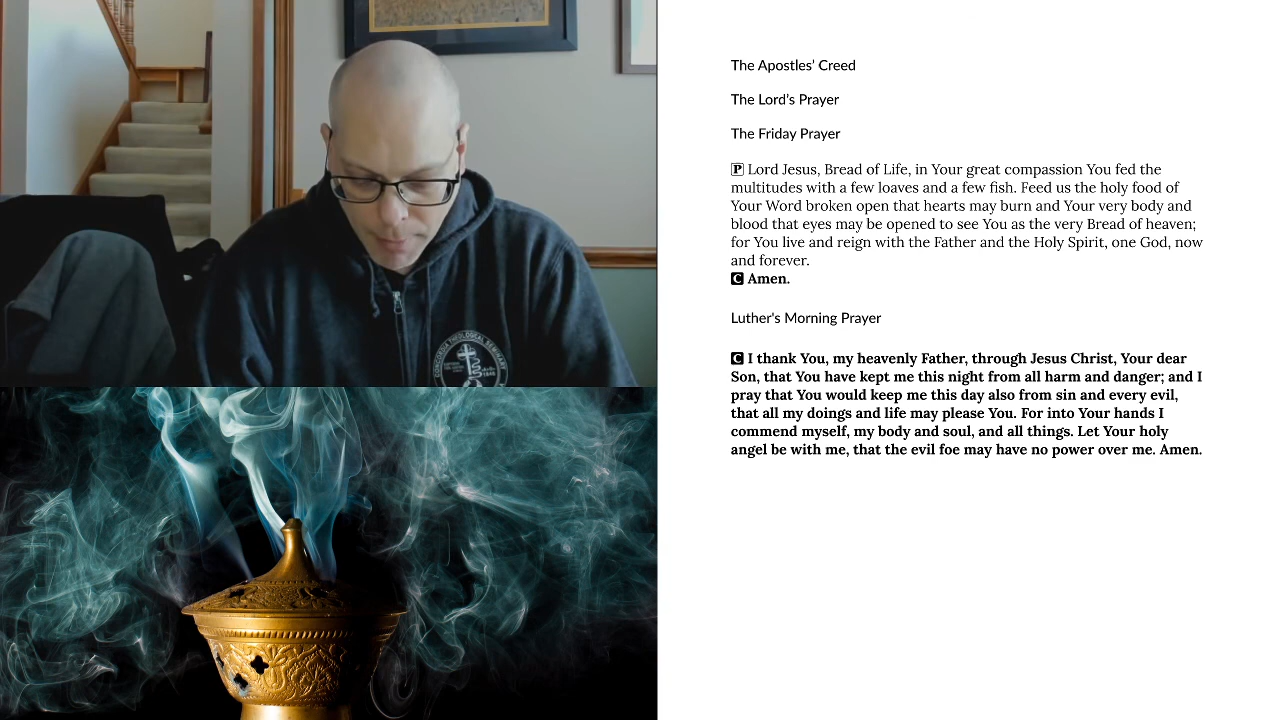 The Apostles’ Creed
The Lord’s Prayer
The Friday Prayer
P Lord Jesus, Bread of Life, in Your great compassion You fed the
multitudes with a few loaves and a few fish. Feed us the holy food of
Your Word broken open that hearts may burn and Your very body and
blood that eyes may be opened to see You as the very Bread of heaven;
for You live and reign with the Father and the Holy Spirit, one God, now
and forever.
C Amen.
Luther's Morning Prayer
C I thank You, my heavenly Father, through Jesus Christ, Your dear
Son, that You have kept me this night from all harm and danger; and I
pray that You would keep me this day also from sin and every evil,
that all my doings and life may please You. For into Your hands I
commend myself, my body and soul, and all things. Let Your holy
angel be with me, that the evil foe may have no power over me. Amen.
CONCORDIA THEOLOGICAL SEMINARY